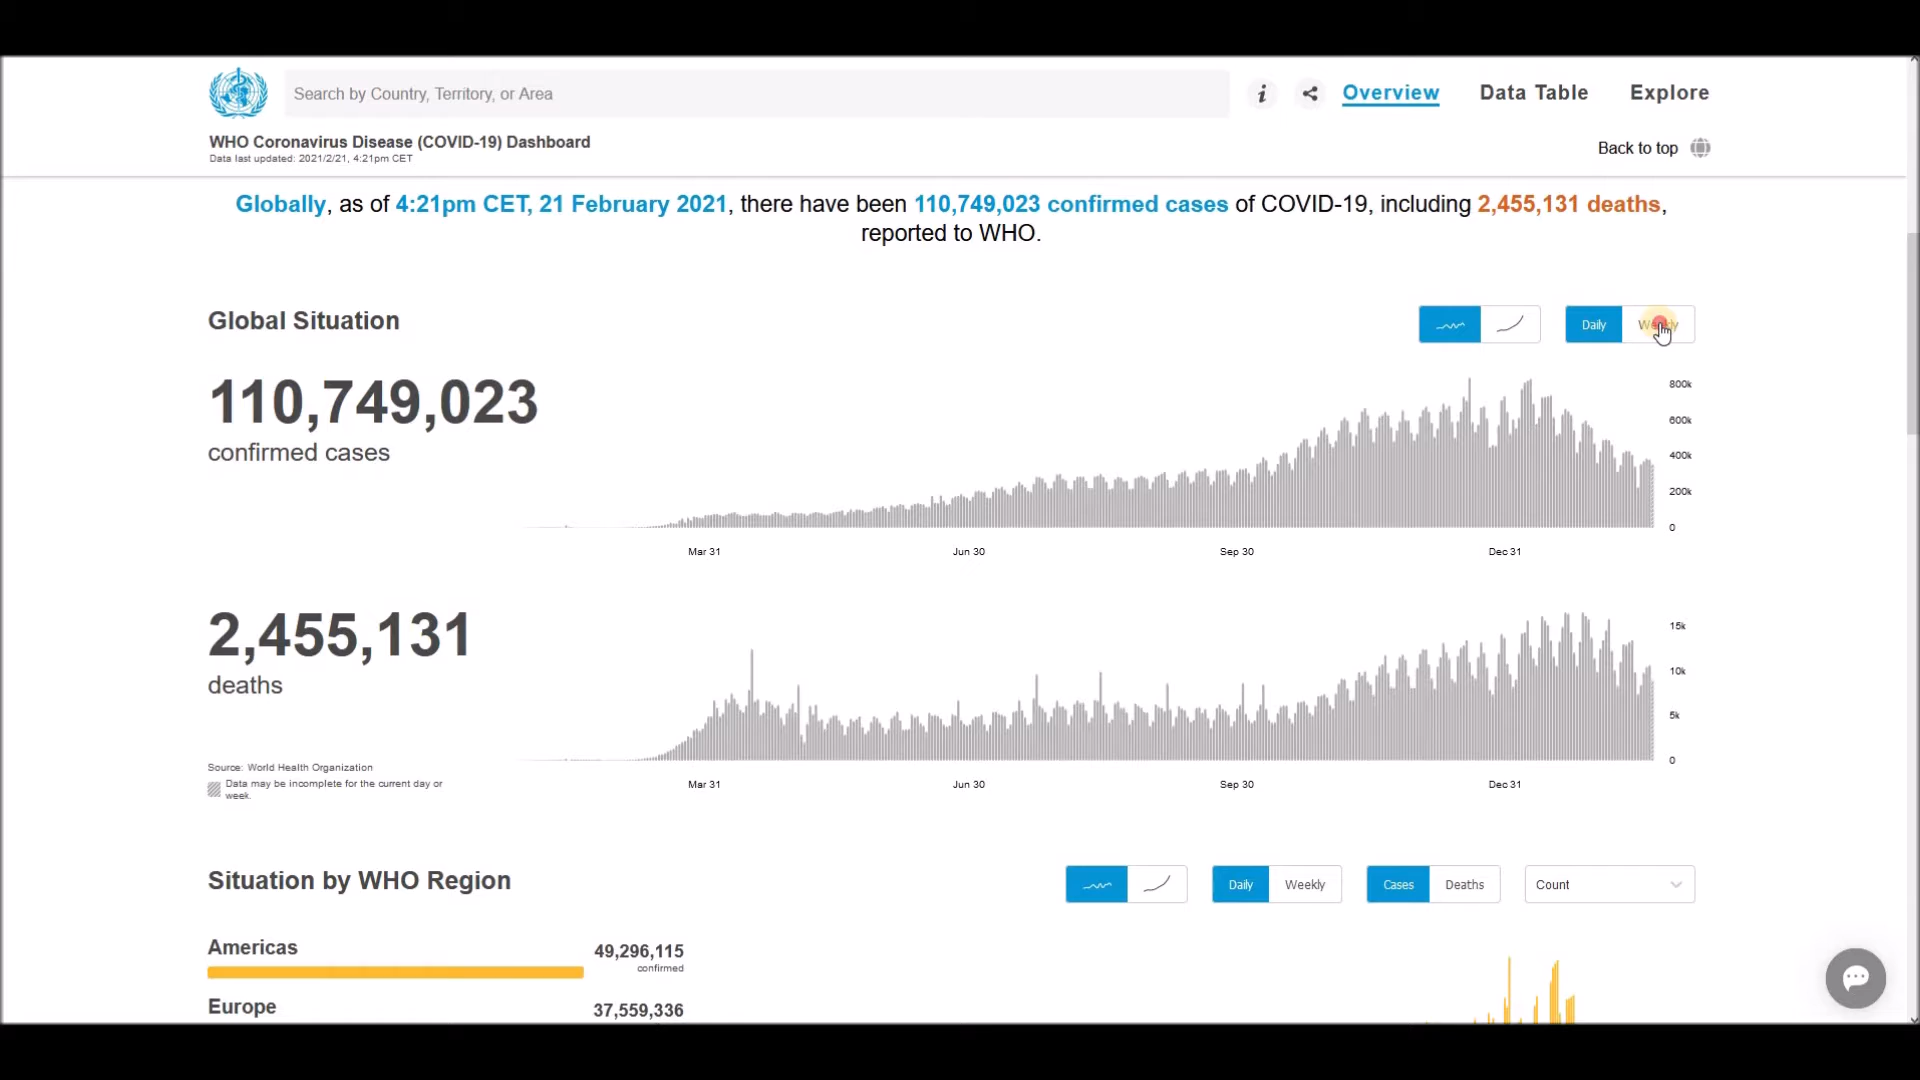 Search by Country, Territory, or Area
i
Overview
Data Table
Explore
WHO Coronavirus Disease (COVID-19) Dashboard
Data last updated: 2021/2/21, 4:21pm CET
Back to top
Globally, as of 4:21pm CET, 21 February 2021, there have been 110,749,023 confirmed cases of COVID-19, including 2,455,131 deaths,
reported to WHO.
Global Situation
Daily
110,749,023
confirmed cases
800k
600k
400k
200k
0
Mar 31
Jun 30
Sep 30
Dec 31
2,455,131
deaths
15k
10k
5k
0
Source: World Health Organization
Data may be incomplete for the current day or
week.
Mar 31
Jun 30
Sep 30
Dec 31
Situation by WHO Region
Daily
Weekly
Cases
Deaths
Count
Americas
49,296,115
confirmed
Europe
37,559,336